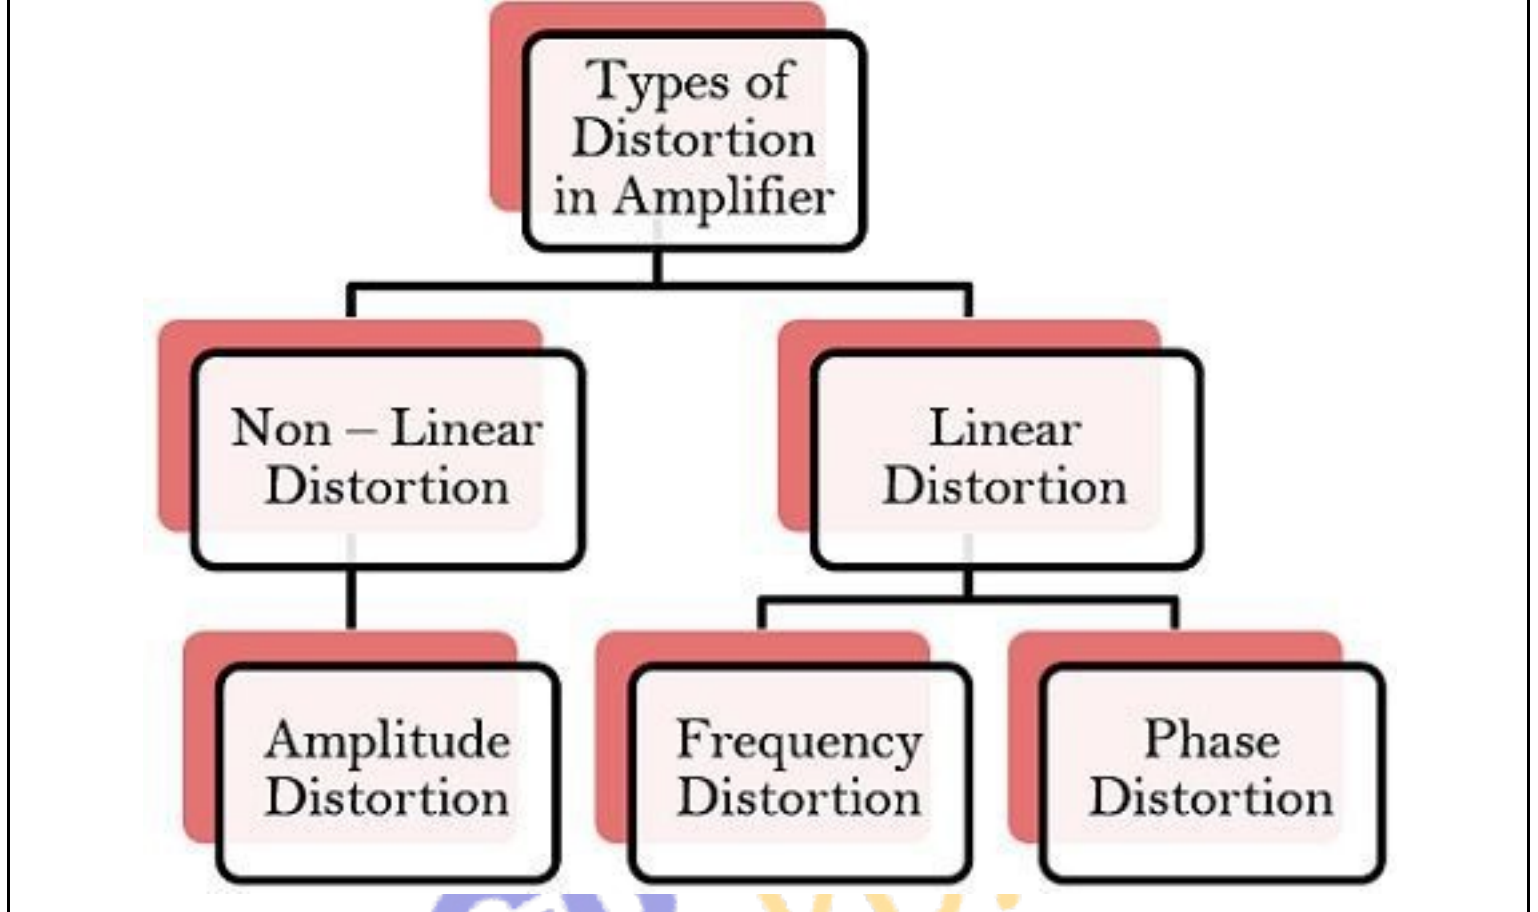 Types of
Distortion
in Amplifier
Non – Linear
Distortion
Linear
Distortion
Amplitude
Distortion
Frequency
Distortion
Phase
Distortion